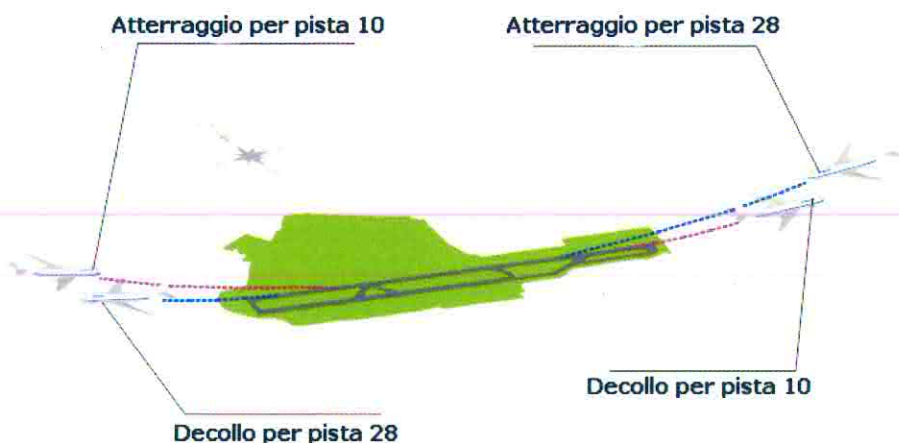 Atterraggio per pista 10
Atterraggio per pista 28
Decollo per pista 10
Decollo per pista 28